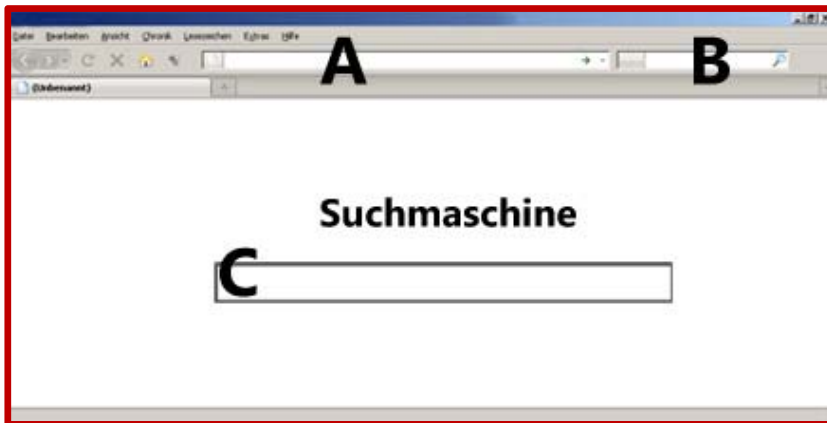 Datei Bearbeiten Ansicht Chronik Lesezeichen Extras Hilfe
A B
(Unbenannt)
Suchmaschine
C